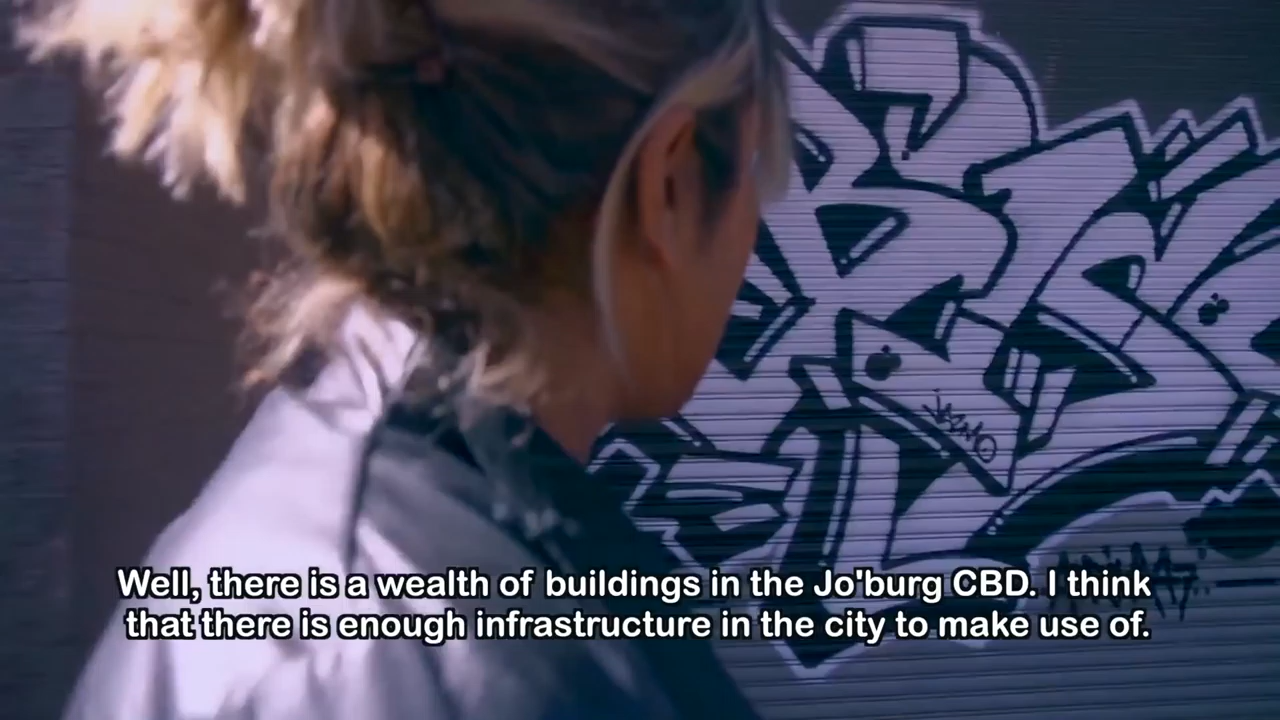 JAZMO
Well, there is a wealth of buildings in the Jo'burg CBD. I think
that there is enough infrastructure in the city to make use of.